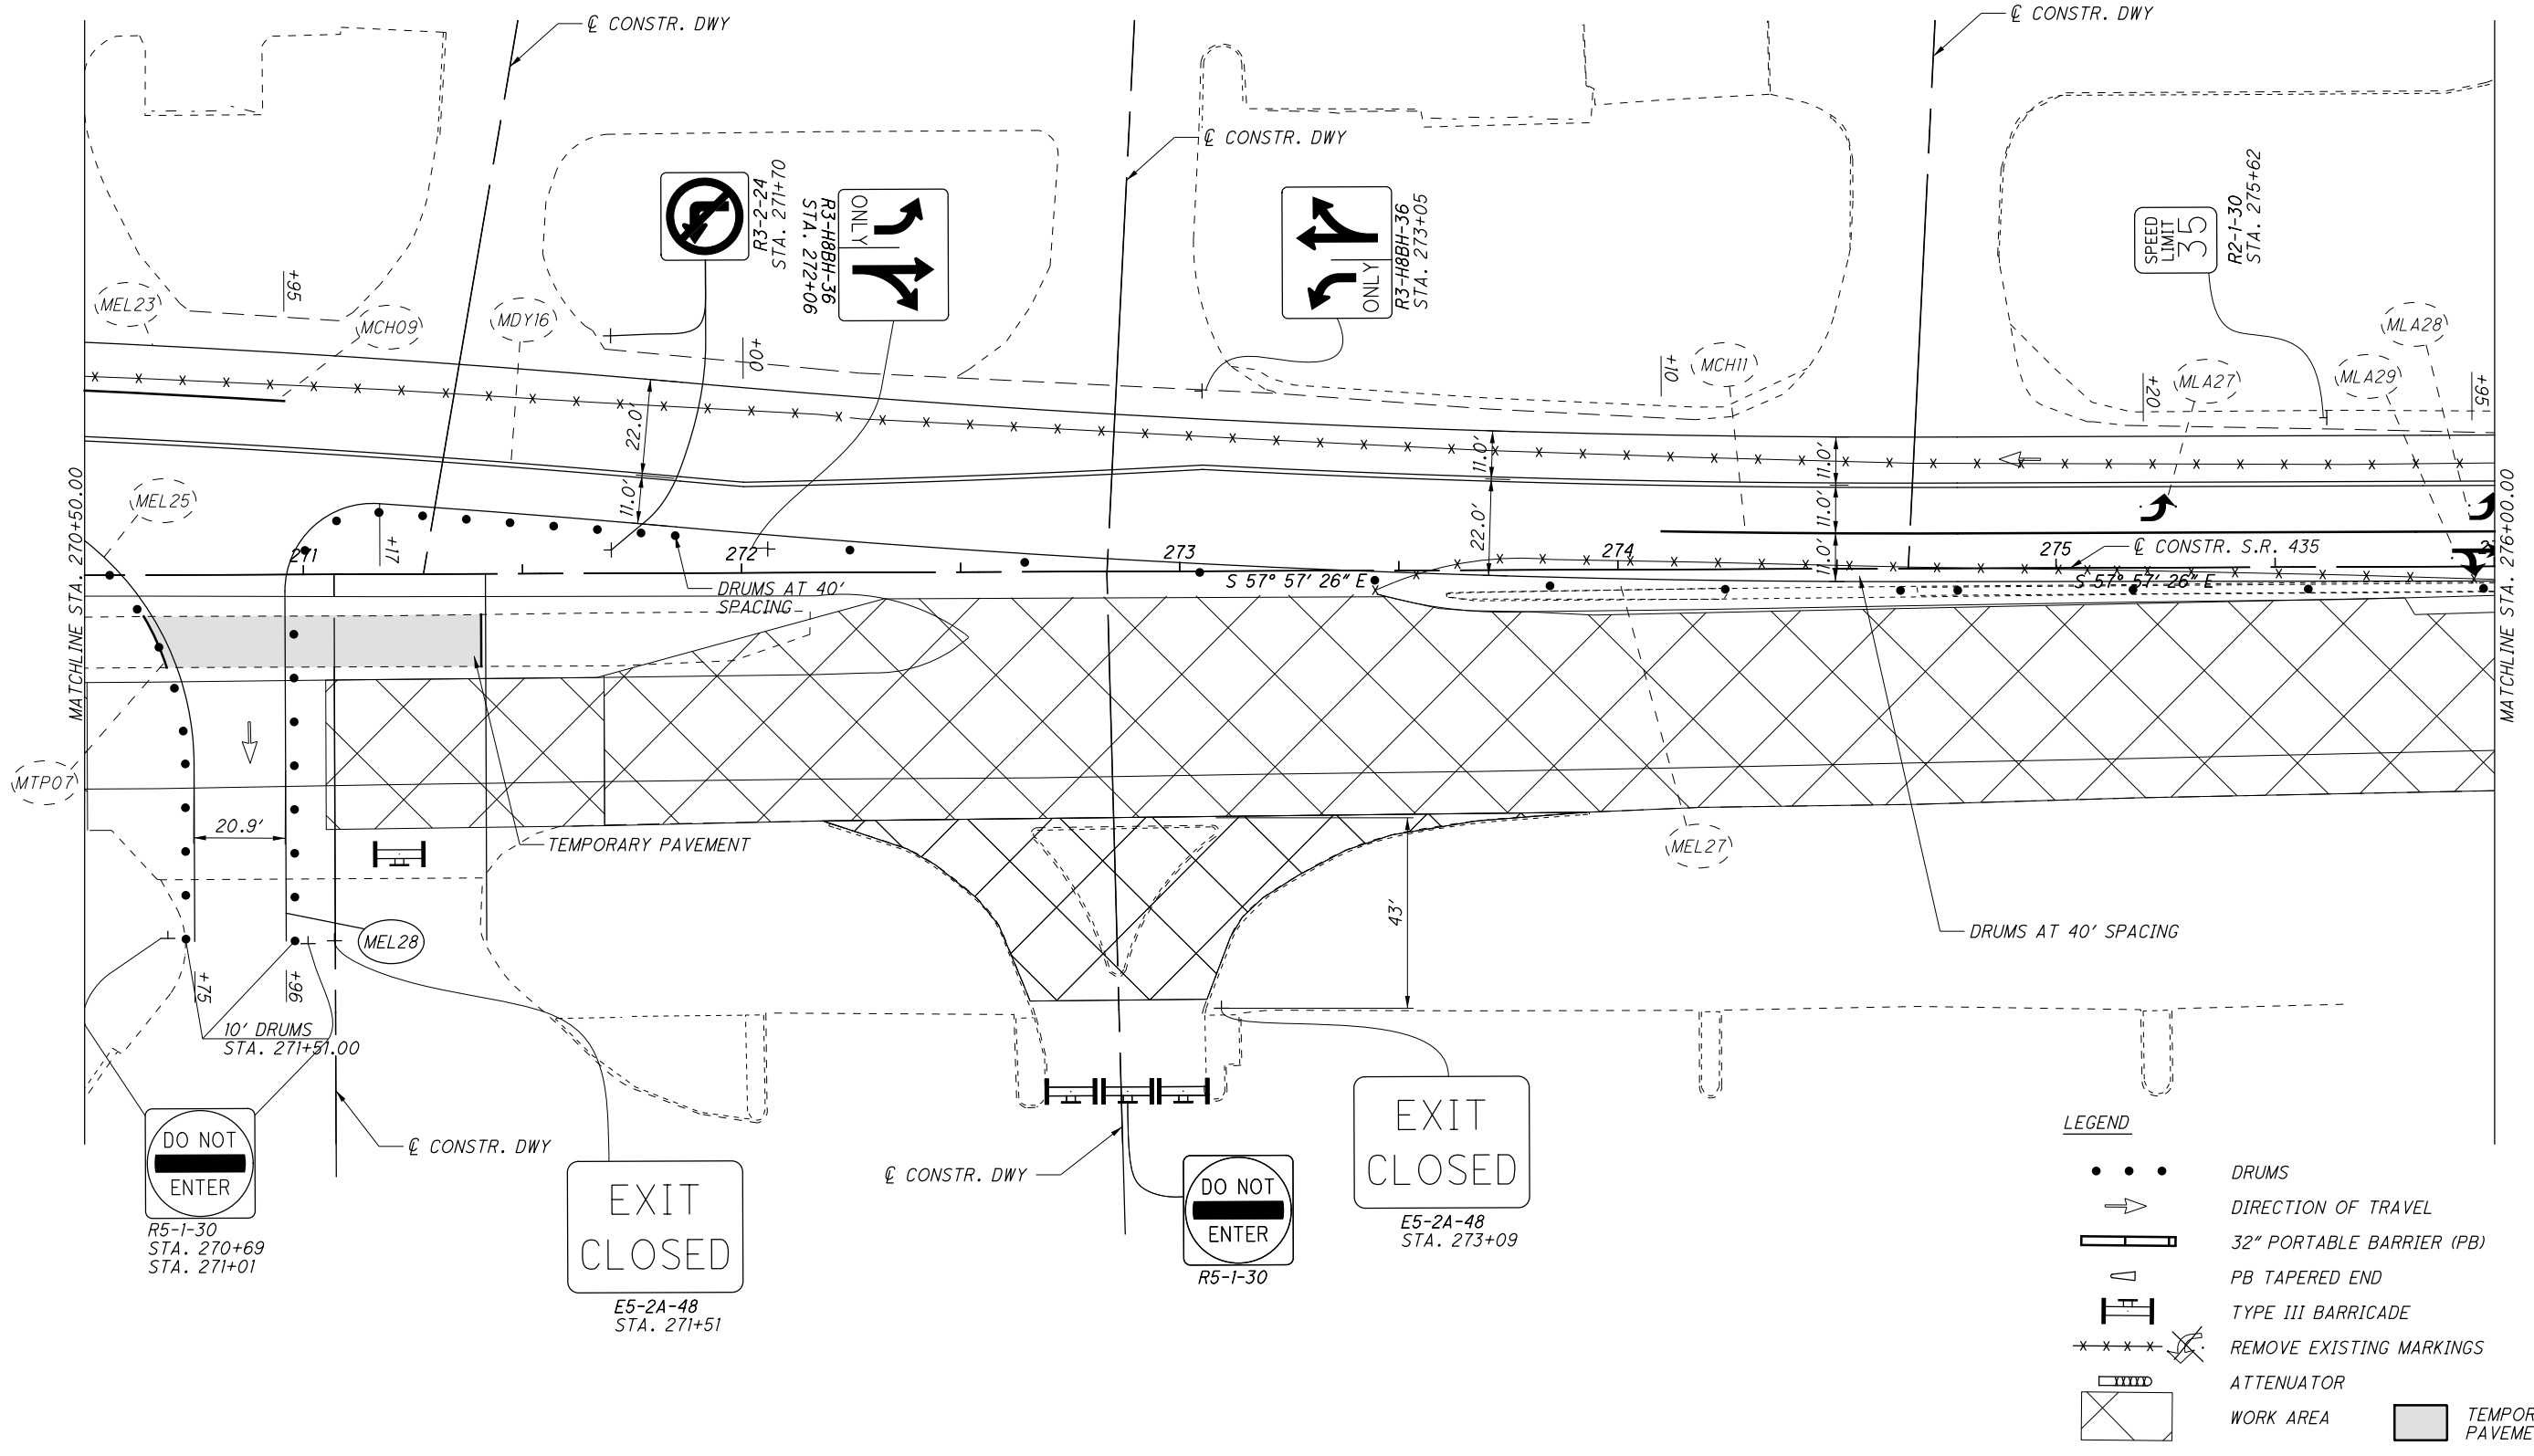 ℄ CONSTR. DWY
℄ CONSTR. DWY
℄ CONSTR. DWY
R3-2-24
STA. 271+70
ONLY
R3-H8BH-36
STA. 272+06
ONLY
R3-H8BH-36
STA. 273+05
SPEED
LIMIT
35
R2-1-30
STA. 275+62
MEL23
+95
MCH09
MDY16
+00
+10
MCH11
+20
MLA27
MLA29
MLA28
+95
22.0'
11.0'
11.0'
22.0'
11.0'
11.0'
11.0'
MATCHLINE STA. 270+50.00
MATCHLINE STA. 276+00.00
MEL25
271
+17
272
273
274
275
℄ CONSTR. S.R. 435
DRUMS AT 40'
SPACING
S 57° 57' 26" E
S 57° 57' 26" E
MTP07
20.9'
TEMPORARY PAVEMENT
MEL27
MEL28
43'
DRUMS AT 40' SPACING
+75
+96
10' DRUMS
STA. 271+51.00
DO NOT
ENTER
R5-1-30
STA. 270+69
STA. 271+01
℄ CONSTR. DWY
EXIT
CLOSED
E5-2A-48
STA. 271+51
℄ CONSTR. DWY
DO NOT
ENTER
R5-1-30
EXIT
CLOSED
E5-2A-48
STA. 273+09
LEGEND
DRUMS
DIRECTION OF TRAVEL
32" PORTABLE BARRIER (PB)
PB TAPERED END
TYPE III BARRICADE
REMOVE EXISTING MARKINGS
ATTENUATOR
WORK AREA